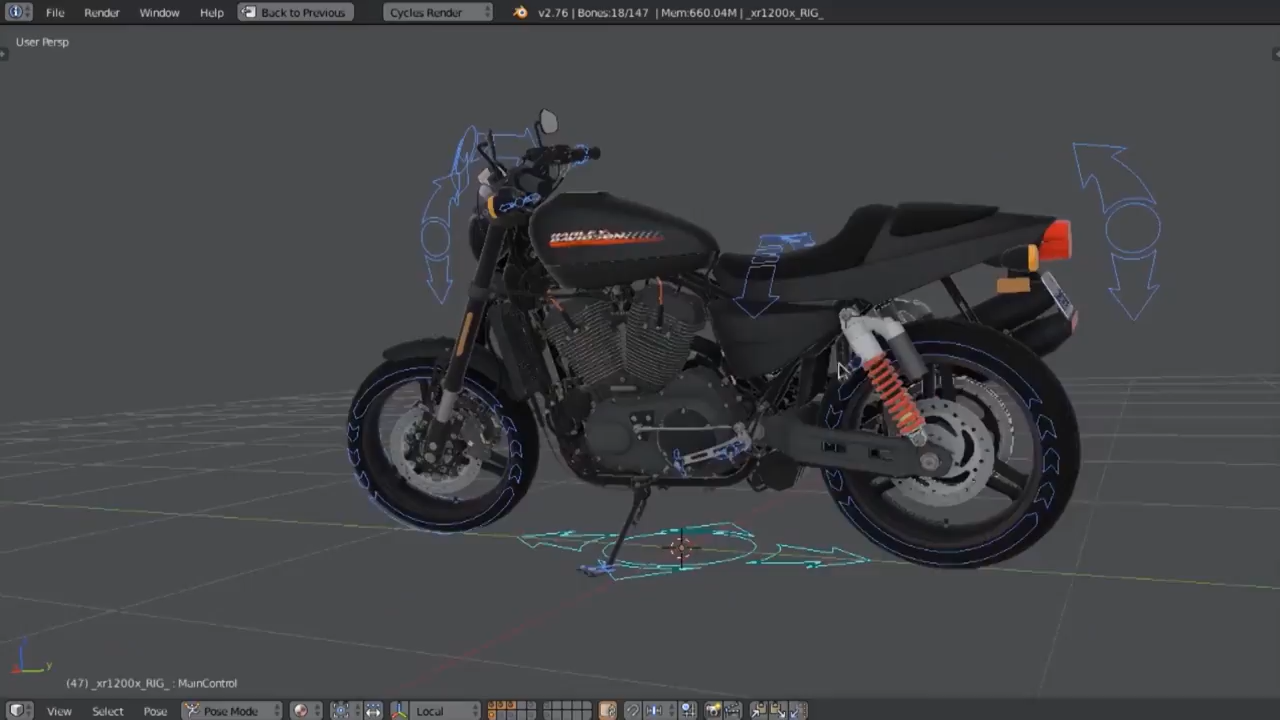 File Render Window Help Back to Previous Cycles Render v2.76 | Bones:18/147 | Mem:660.04M | _xr1200x_RIG_
User Persp
y
(47) _xr1200x_RIG_ : MainControl
View Select Pose Pose Mode Local